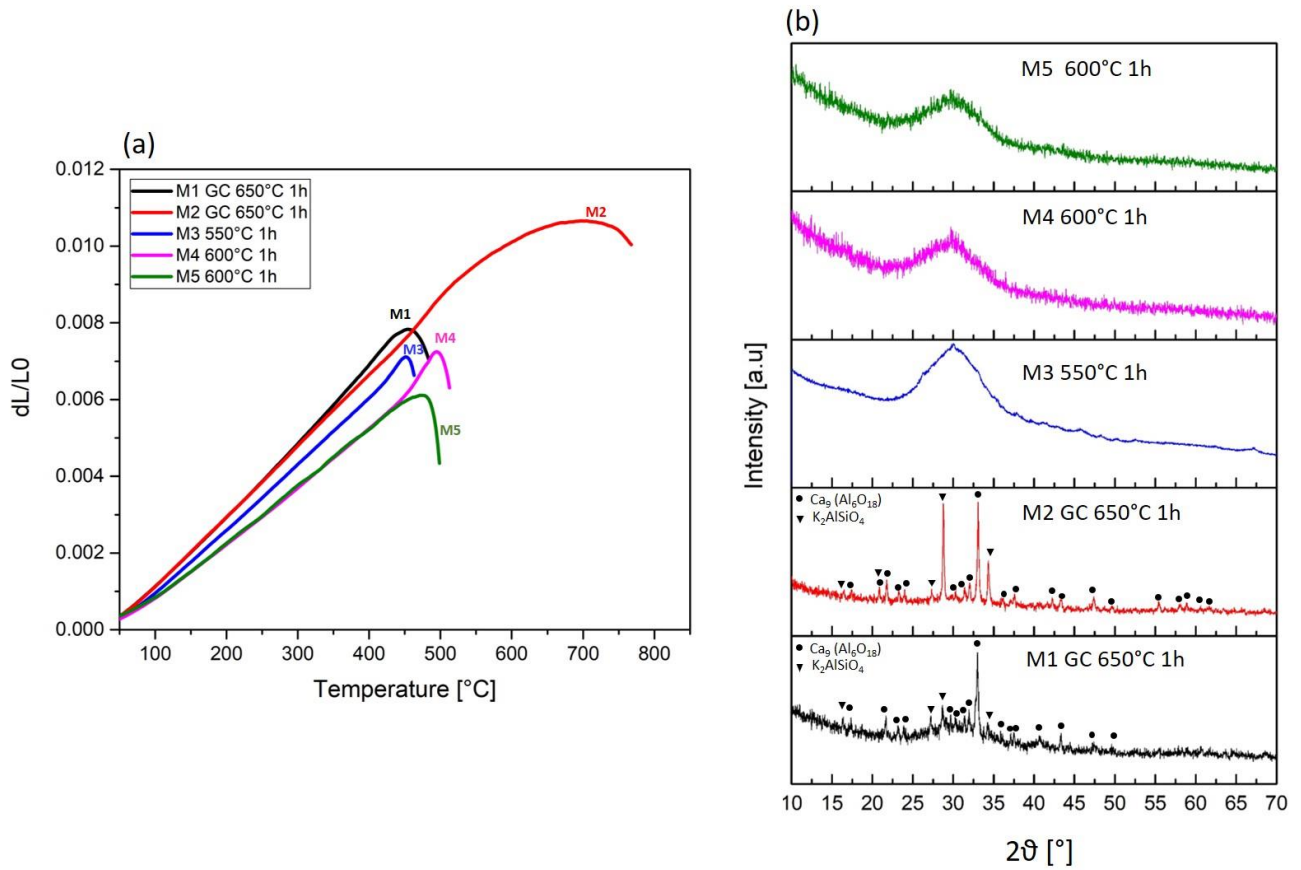 (a)
dL/L0
0.012
0.010
0.008
0.006
0.004
0.002
0.000
M1 GC 650°C 1h
M2 GC 650°C 1h
M3 550°C 1h
M4 600°C 1h
M5 600°C 1h
M1
M2
M3
M4
M5
100 200 300 400 500 600 700 800
Temperature [°C]
(b)
Intensity [a.u]
M5 600°C 1h
M4 600°C 1h
M3 550°C 1h
● Ca₉ (Al₆O₁₈)
▼ K₂AlSiO₄
M2 GC 650°C 1h
● Ca₉ (Al₆O₁₈)
▼ K₂AlSiO₄
M1 GC 650°C 1h
10 15 20 25 30 35 40 45 50 55 60 65 70
2ϑ [°]